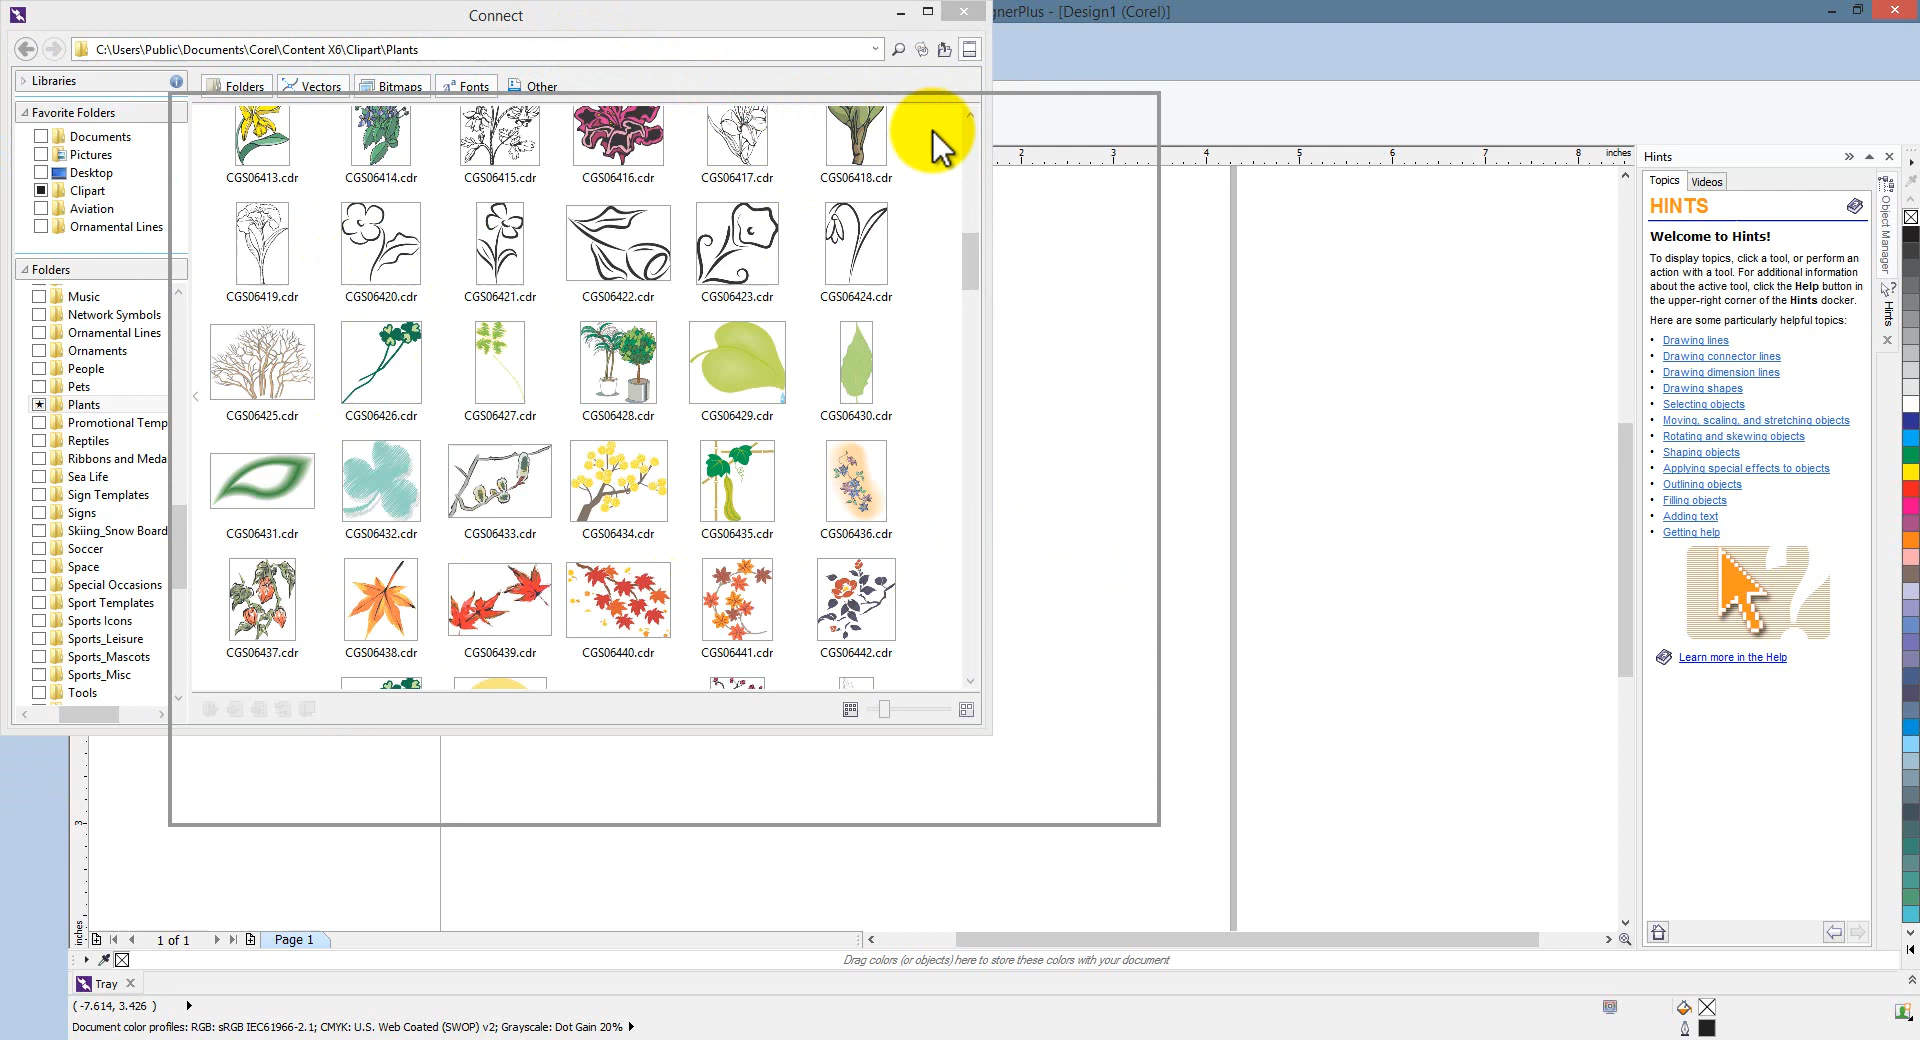 Connect
gnerPlus - [Design1 (Corel)]
C:\Users\Public\Documents\Corel\Content X6\Clipart\Plants
Libraries
Folders
Vectors
Bitmaps
Fonts
Other
Favorite Folders
Documents
Pictures
Desktop
Clipart
Aviation
Ornamental Lines
Folders
Music
Network Symbols
Ornamental Lines
Ornaments
People
Pets
Plants
Promotional Temp
Reptiles
Ribbons and Meda
Sea Life
Sign Templates
Signs
Skiing_Snow Board
Soccer
Space
Special Occasions
Sport Templates
Sports Icons
Sports_Leisure
Sports_Mascots
Sports_Misc
Tools
CGS06413.cdr CGS06414.cdr CGS06415.cdr CGS06416.cdr CGS06417.cdr CGS06418.cdr
CGS06419.cdr CGS06420.cdr CGS06421.cdr CGS06422.cdr CGS06423.cdr CGS06424.cdr
CGS06425.cdr CGS06426.cdr CGS06427.cdr CGS06428.cdr CGS06429.cdr CGS06430.cdr
CGS06431.cdr CGS06432.cdr CGS06433.cdr CGS06434.cdr CGS06435.cdr CGS06436.cdr
CGS06437.cdr CGS06438.cdr CGS06439.cdr CGS06440.cdr CGS06441.cdr CGS06442.cdr
2 3 4 5 6 7 8 inches
Hints
Topics Videos
HINTS
Welcome to Hints!
To display topics, click a tool, or perform an
action with a tool. For additional information
about the active tool, click the Help button in
the upper-right corner of the Hints docker.
Here are some particularly helpful topics:
• Drawing lines
• Drawing connector lines
• Drawing dimension lines
• Drawing shapes
• Selecting objects
• Moving, scaling, and stretching objects
• Rotating and skewing objects
• Shaping objects
• Applying special effects to objects
• Outlining objects
• Filling objects
• Adding text
• Getting help
Learn more in the Help
Object Manager
Hints
3
inches
1 of 1
Page 1
Drag colors (or objects) here to store these colors with your document
Tray
( -7.614, 3.426 )
Document color profiles: RGB: sRGB IEC61966-2.1; CMYK: U.S. Web Coated (SWOP) v2; Grayscale: Dot Gain 20%